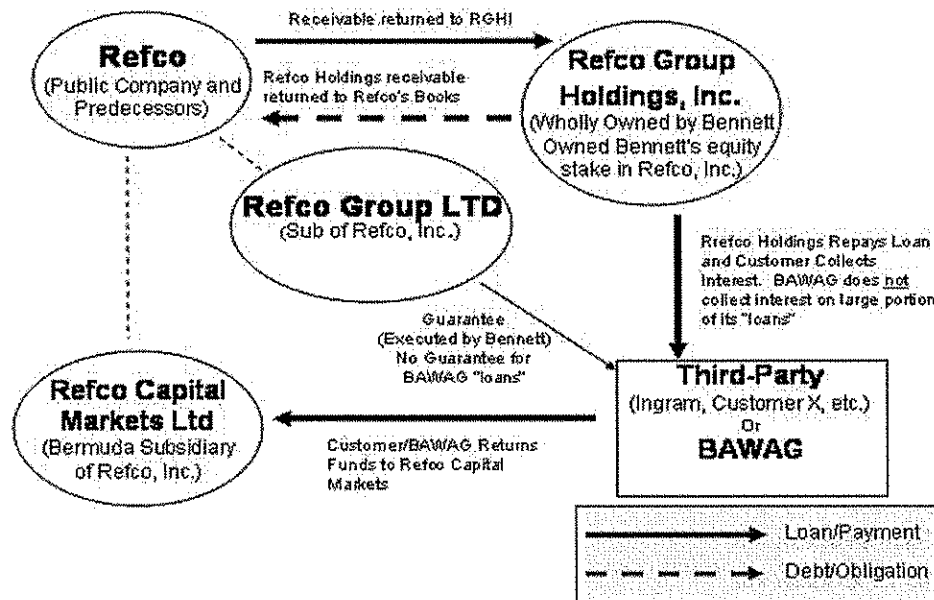 Receivable returned to RGHI
Refco
(Public Company and
Predecessors)
Refco Holdings receivable
returned to Refco's Books
Refco Group
Holdings, Inc.
(Wholly Owned by Bennett
Owned Bennett's equity
stake in Refco, Inc.)
Refco Group LTD
(Sub of Refco, Inc.)
Rrefco Holdings Repays Loan
and Customer Collects
Interest. BAWAG does not
collect interest on large portion
of its "loans"
Guarantee
(Executed by Bennett)
No Guarantee for
BAWAG "loans"
Refco Capital
Markets Ltd
(Bermuda Subsidiary
of Refco, Inc.)
Third-Party
(Ingram, Customer X, etc.)
Or
BAWAG
Customer/BAWAG Returns
Funds to Refco Capital
Markets
Loan/Payment
Debt/Obligation